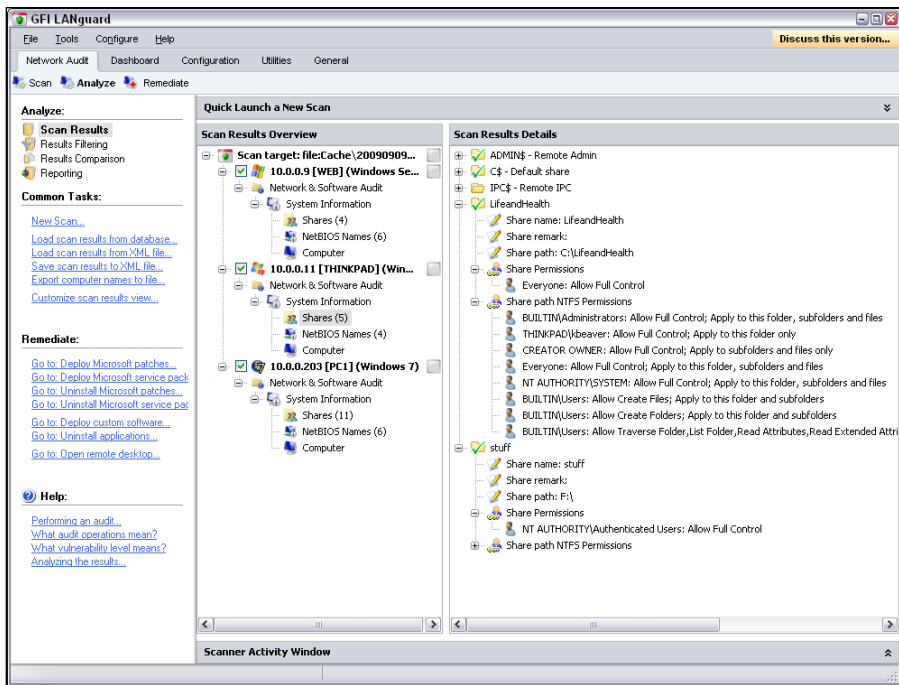 GFI LANguard
File Tools Configure Help
Discuss this version...
Network Audit Dashboard Configuration Utilities General
Scan Analyze Remediate
Analyze:
Scan Results
Results Filtering
Results Comparison
Reporting
Common Tasks:
New Scan...
Load scan results from database...
Load scan results from XML file...
Save scan results to XML file...
Export computer names to file...
Customize scan results view...
Remediate:
Go to: Deploy Microsoft patches...
Go to: Deploy Microsoft service pack
Go to: Uninstall Microsoft patches...
Go to: Uninstall Microsoft service pac
Go to: Deploy custom software...
Go to: Uninstall applications...
Go to: Open remote desktop...
Help:
Performing an audit...
What audit operations mean?
What vulnerability level means?
Analyzing the results...
Quick Launch a New Scan
Scan Results Overview
Scan target: file:Cache\20090909...
10.0.0.9 [WEB] (Windows Se...
Network & Software Audit
System Information
Shares (4)
NetBIOS Names (6)
Computer
10.0.0.11 [THINKPAD] (Win...
Network & Software Audit
System Information
Shares (5)
NetBIOS Names (4)
Computer
10.0.0.203 [PC1] (Windows 7)
Network & Software Audit
System Information
Shares (11)
NetBIOS Names (6)
Computer
Scan Results Details
ADMIN$ - Remote Admin
C$ - Default share
IPC$ - Remote IPC
LifeandHealth
Share name: LifeandHealth
Share remark:
Share path: C:\LifeandHealth
Share Permissions
Everyone: Allow Full Control
Share path NTFS Permissions
BUILTIN\Administrators: Allow Full Control; Apply to this folder, subfolders and files
THINKPAD\kbeaver: Allow Full Control; Apply to this folder only
CREATOR OWNER: Allow Full Control; Apply to subfolders and files only
Everyone: Allow Full Control; Apply to this folder, subfolders and files
NT AUTHORITY\SYSTEM: Allow Full Control; Apply to this folder, subfolders and files
BUILTIN\Users: Allow Create Files; Apply to this folder and subfolders
BUILTIN\Users: Allow Create Folders; Apply to this folder and subfolders
BUILTIN\Users: Allow Traverse Folder,List Folder,Read Attributes,Read Extended Attri
stuff
Share name: stuff
Share remark:
Share path: F:\
Share Permissions
NT AUTHORITY\Authenticated Users: Allow Full Control
Share path NTFS Permissions
Scanner Activity Window